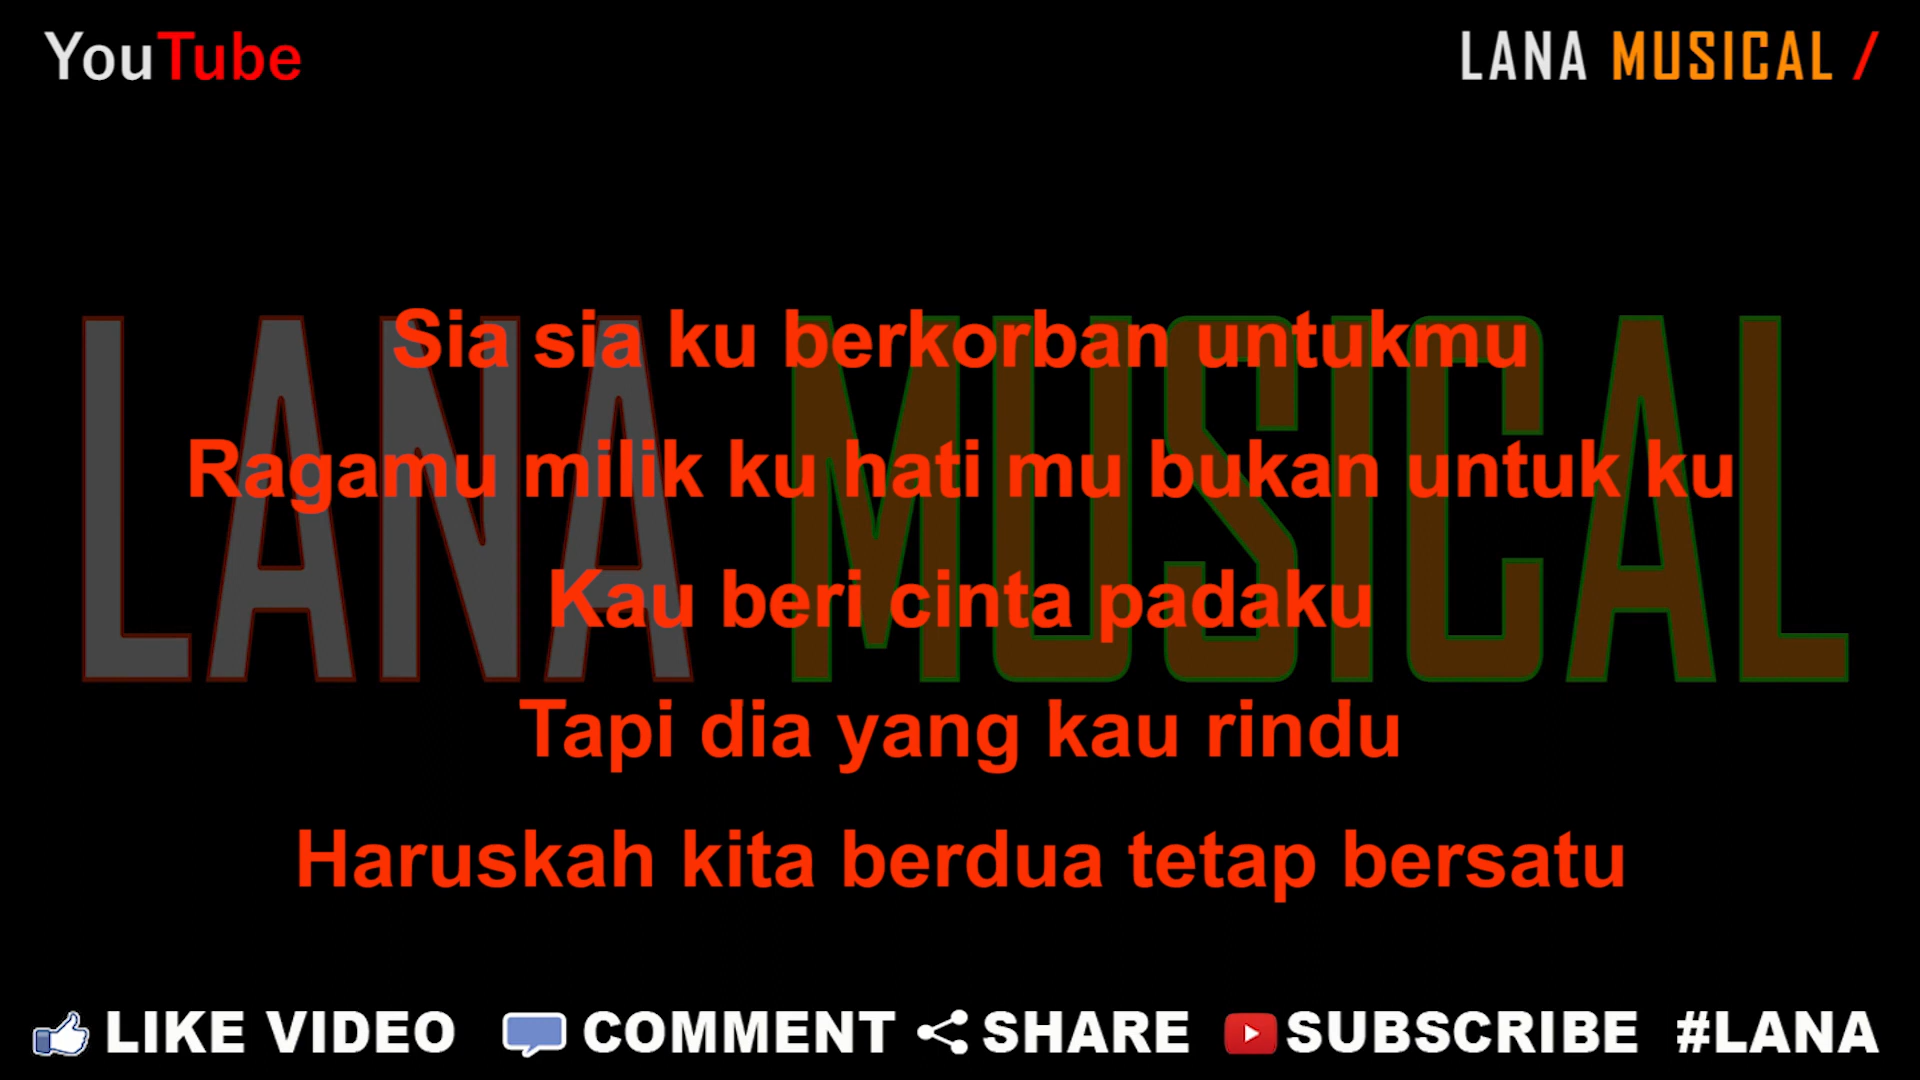 YouTube
LANA MUSICAL /
LANA MUSICAL
Sia sia ku berkorban untukmu
Ragamu milik ku hati mu bukan untuk ku
Kau beri cinta padaku
Tapi dia yang kau rindu
Haruskah kita berdua tetap bersatu
LIKE VIDEO COMMENT SHARE SUBSCRIBE #LANA